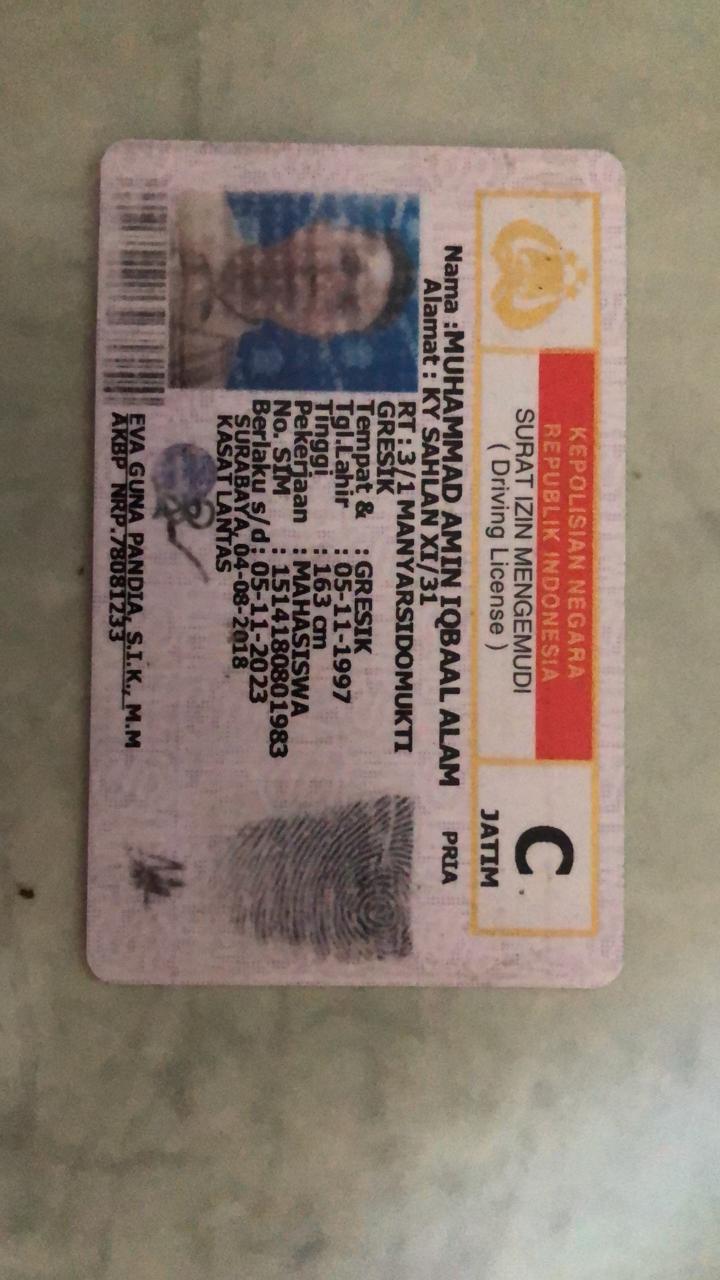 KEPOLISIAN NEGARA
REPUBLIK INDONESIA
SURAT IZIN MENGEMUDI
( Driving License )
C
JATIM
Nama : MUHAMMAD AMIN IQBAAL ALAM
PRIA
Alamat : KY SAHLAN XI/31
RT : 3/1 MANYARSIDOMUKTI
GRESIK
Tempat & : GRESIK
Tgl.Lahir : 05-11-1997
Tinggi : 163 cm
Pekerjaan : MAHASISWA
No. SIM : 1514180801983
Berlaku s/d : 05-11-2023
SURABAYA, 04-08-2018
KASAT LANTAS
EVA GUNA PANDIA, S.I.K., M.M
AKBP NRP.78081233